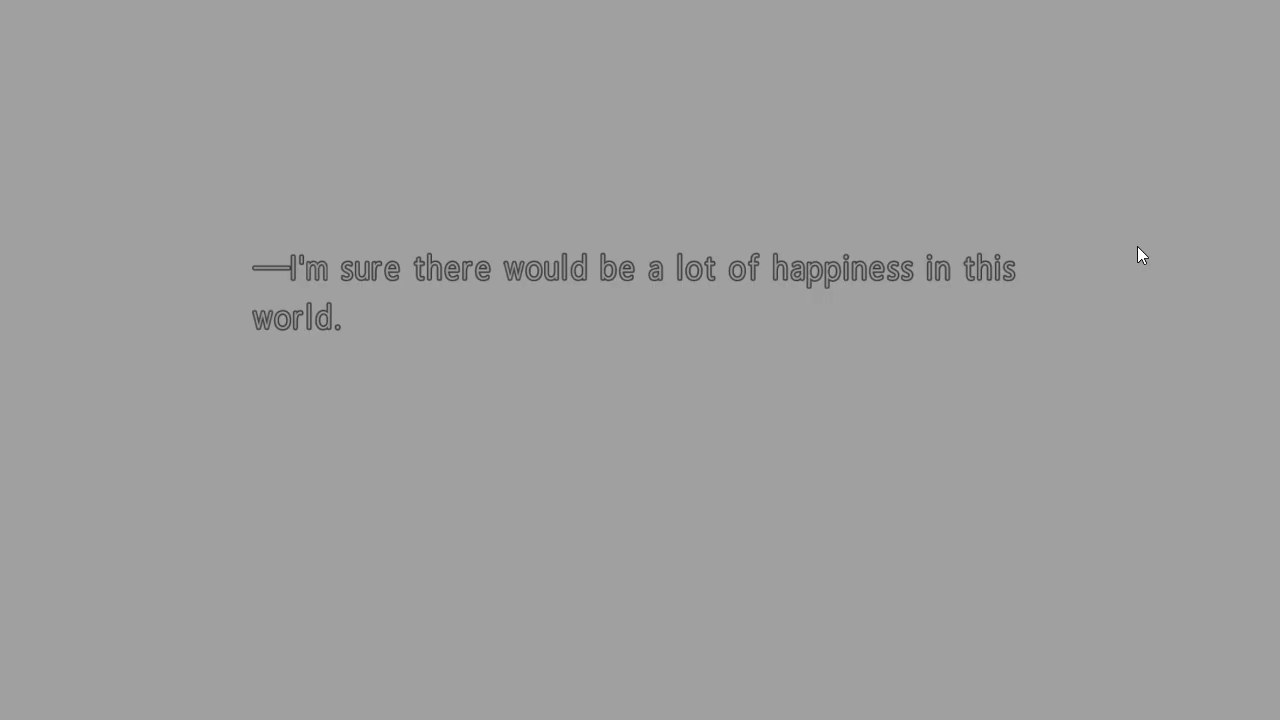 ──I'm sure there would be a lot of happiness in this
world.